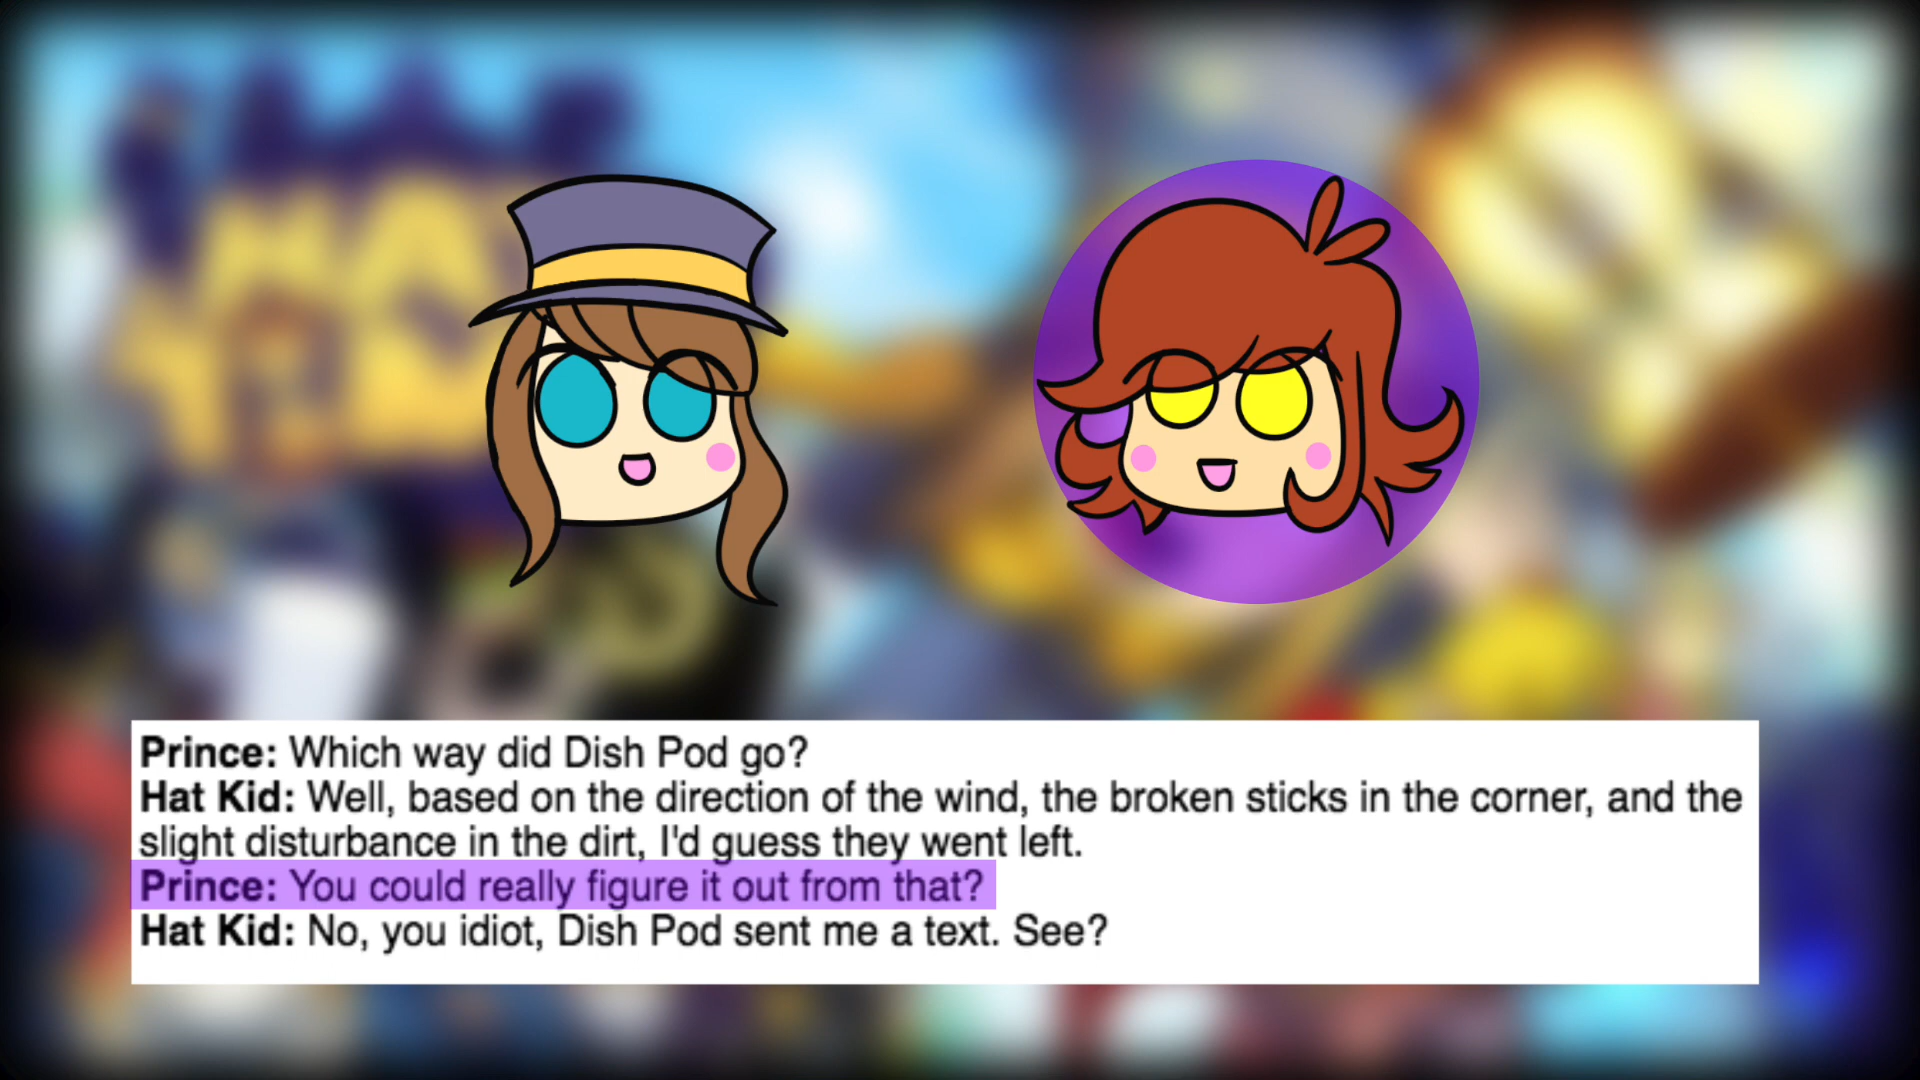 Prince: Which way did Dish Pod go?
Hat Kid: Well, based on the direction of the wind, the broken sticks in the corner, and the
slight disturbance in the dirt, I'd guess they went left.
Prince: You could really figure it out from that?
Hat Kid: No, you idiot, Dish Pod sent me a text. See?